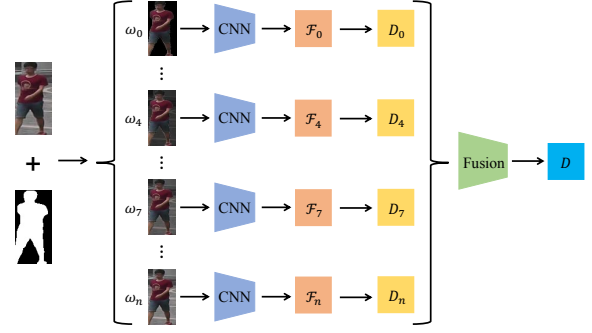 ω₀ CNN ℱ₀ D₀
⋮
ω₄ CNN ℱ₄ D₄
+ Fusion D
⋮
ω₇ CNN ℱ₇ D₇
⋮
ωₙ CNN ℱₙ Dₙ